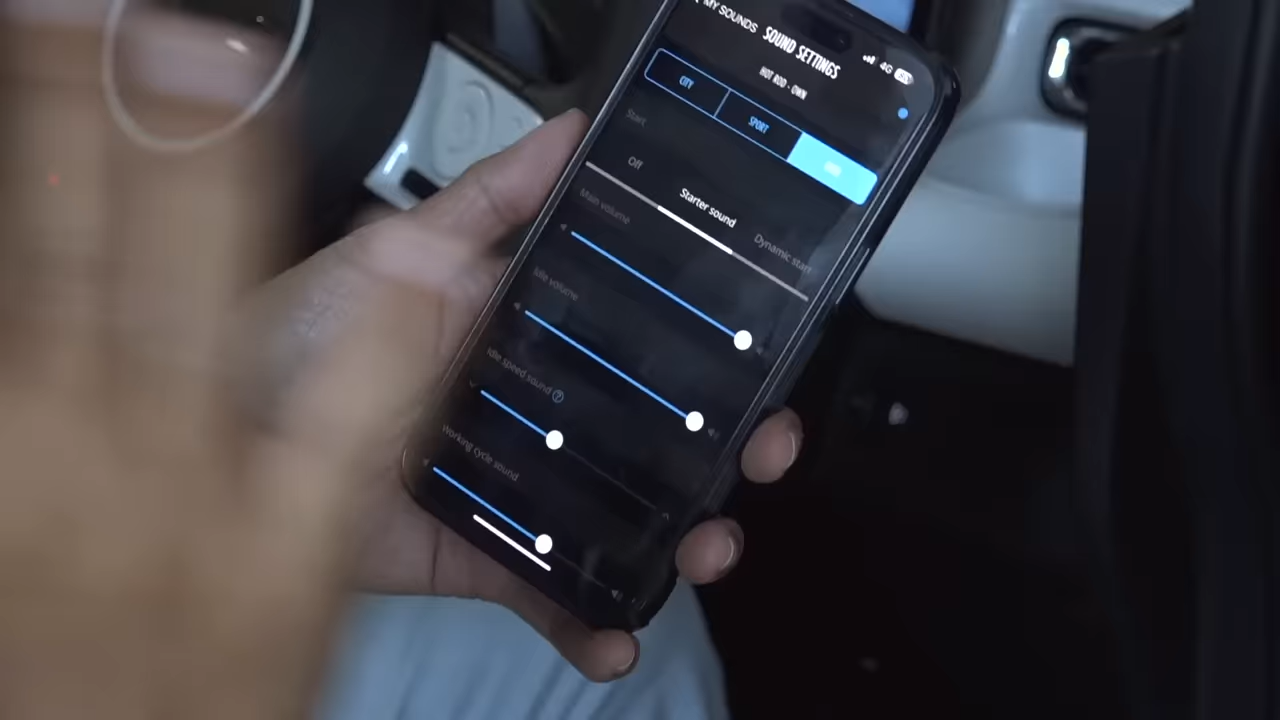 MY SOUNDS
SOUND SETTINGS
4G
HOT ROD - OWN
CITY
SPORT
Start
Off
Starter sound
Dynamic start
Main volume
Idle volume
Idle speed sound ?
Working cycle sound